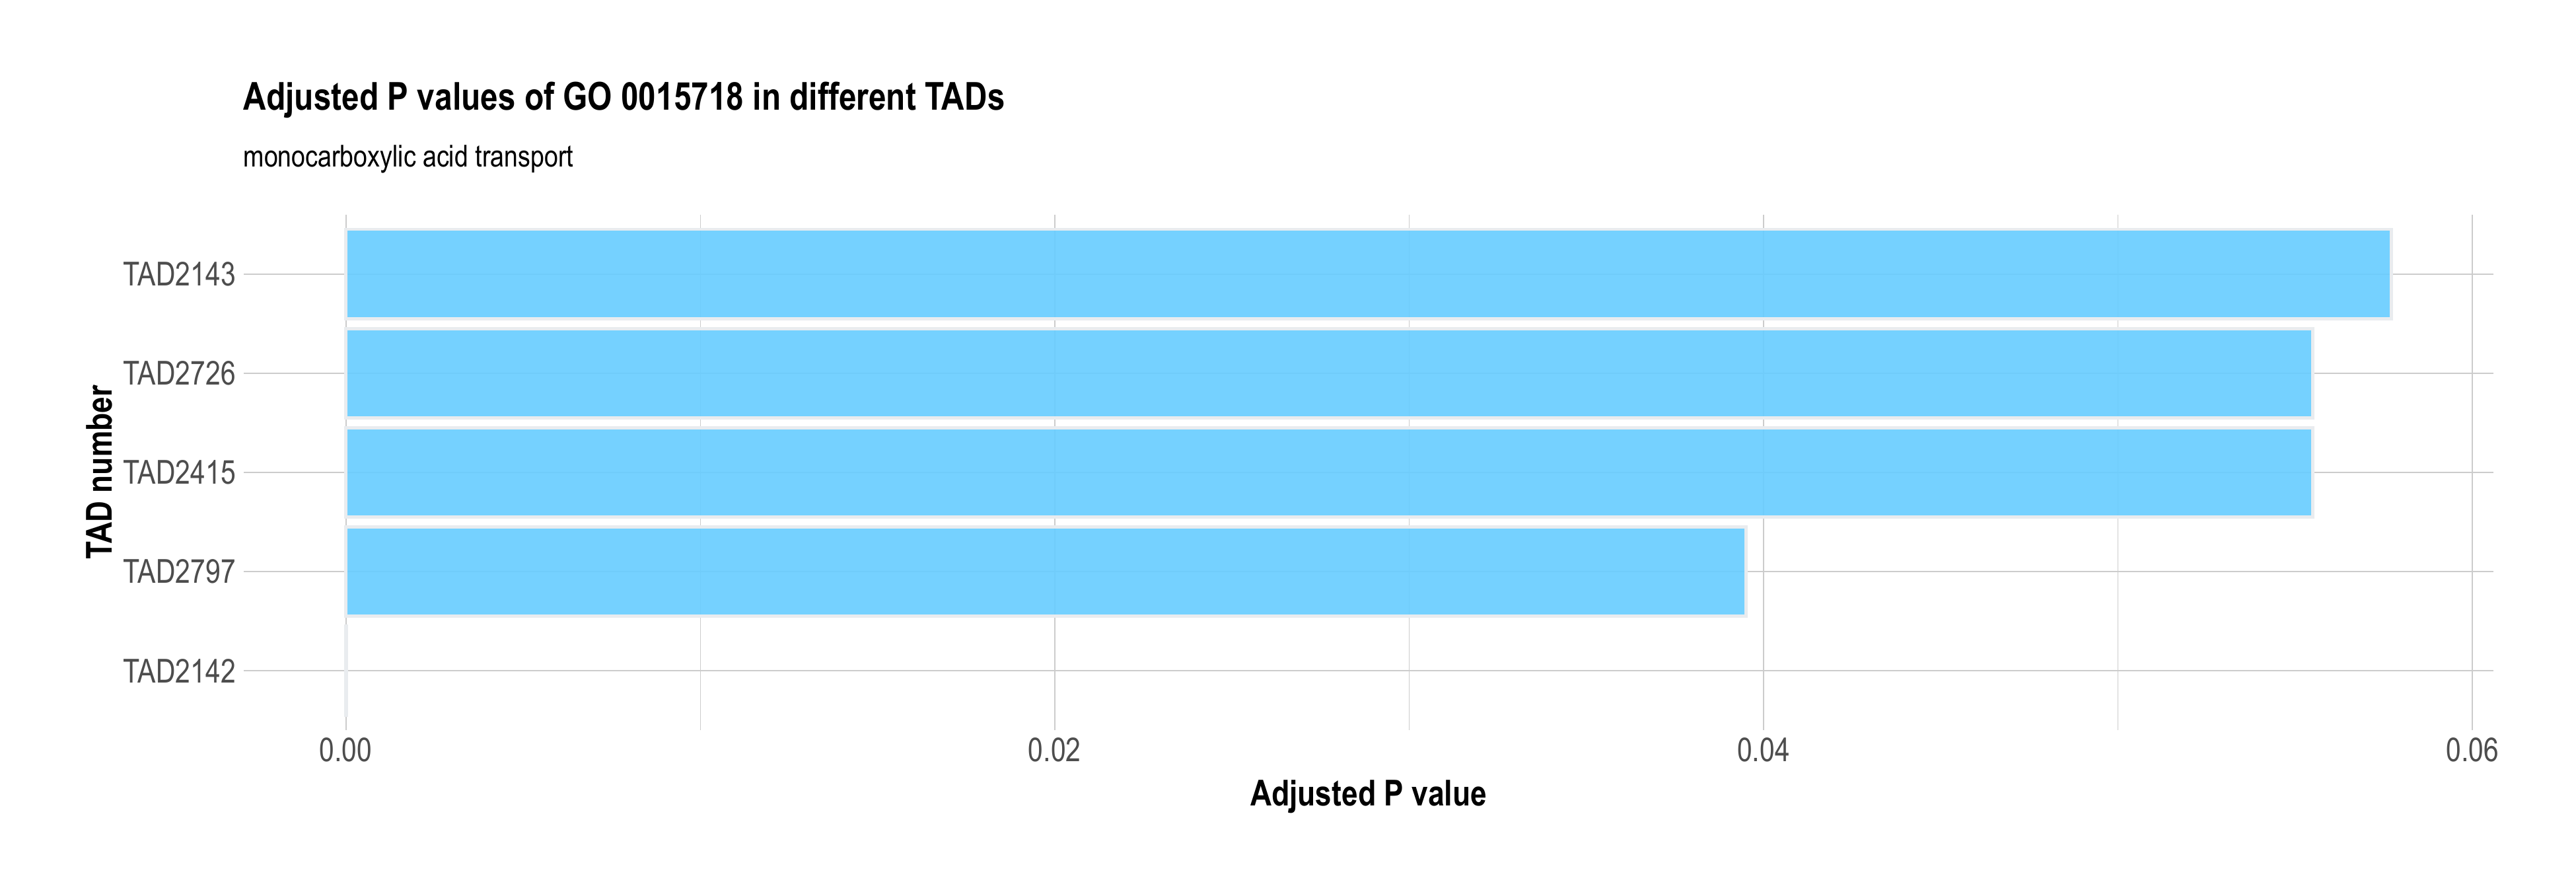 Adjusted P values of GO 0015718 in different TADs
monocarboxylic acid transport
TAD number
TAD2143
TAD2726
TAD2415
TAD2797
TAD2142
0.00 0.02 0.04 0.06
Adjusted P value